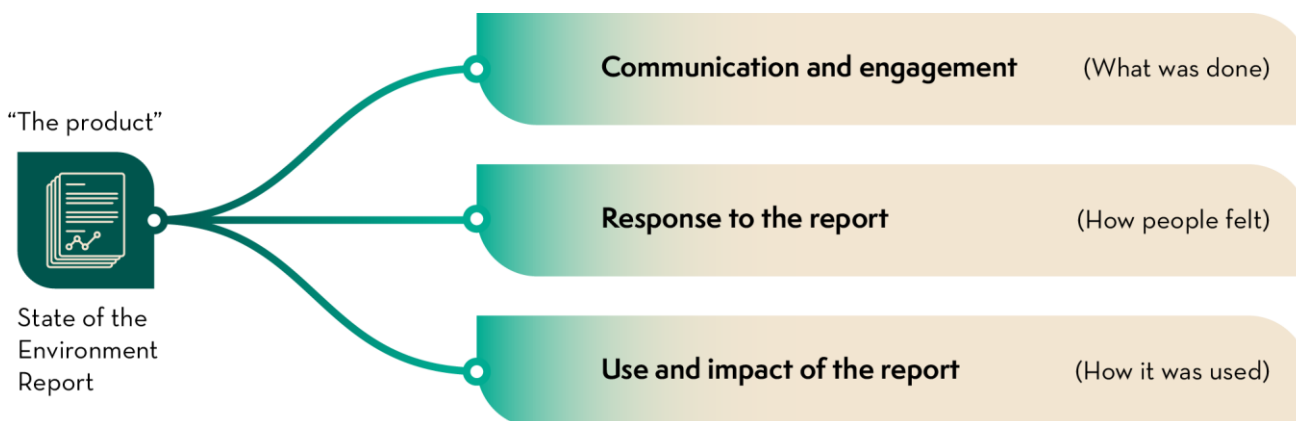 “The product”
State of the
Environment
Report
Communication and engagement (What was done)
Response to the report (How people felt)
Use and impact of the report (How it was used)